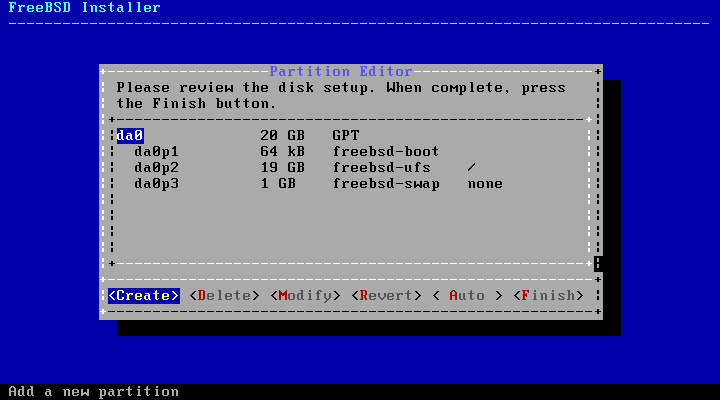 FreeBSD Installer
Partition Editor
Please review the disk setup. When complete, press
the Finish button.
da0 20 GB GPT
da0p1 64 kB freebsd-boot
da0p2 19 GB freebsd-ufs /
da0p3 1 GB freebsd-swap none
<Create> <Delete> <Modify> <Revert> < Auto > <Finish>
Add a new partition